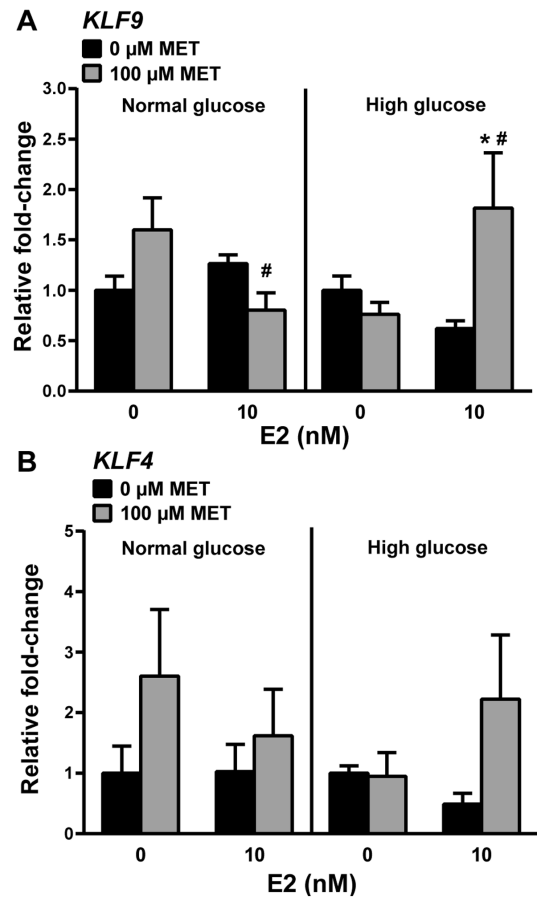 A
KLF9
0 µM MET
100 µM MET
Normal glucose
High glucose
Relative fold-change
3.0
2.5
2.0
1.5
1.0
0.5
0.0
#
* #
0
10
0
10
E2 (nM)
B
KLF4
0 µM MET
100 µM MET
Normal glucose
High glucose
Relative fold-change
5
4
3
2
1
0
0
10
0
10
E2 (nM)